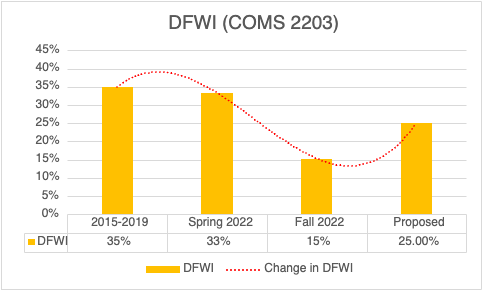 DFWI (COMS 2203)
45%
40%
35%
30%
25%
20%
15%
10%
5%
0%
2015-2019 Spring 2022 Fall 2022 Proposed
DFWI 35% 33% 15% 25.00%
DFWI Change in DFWI